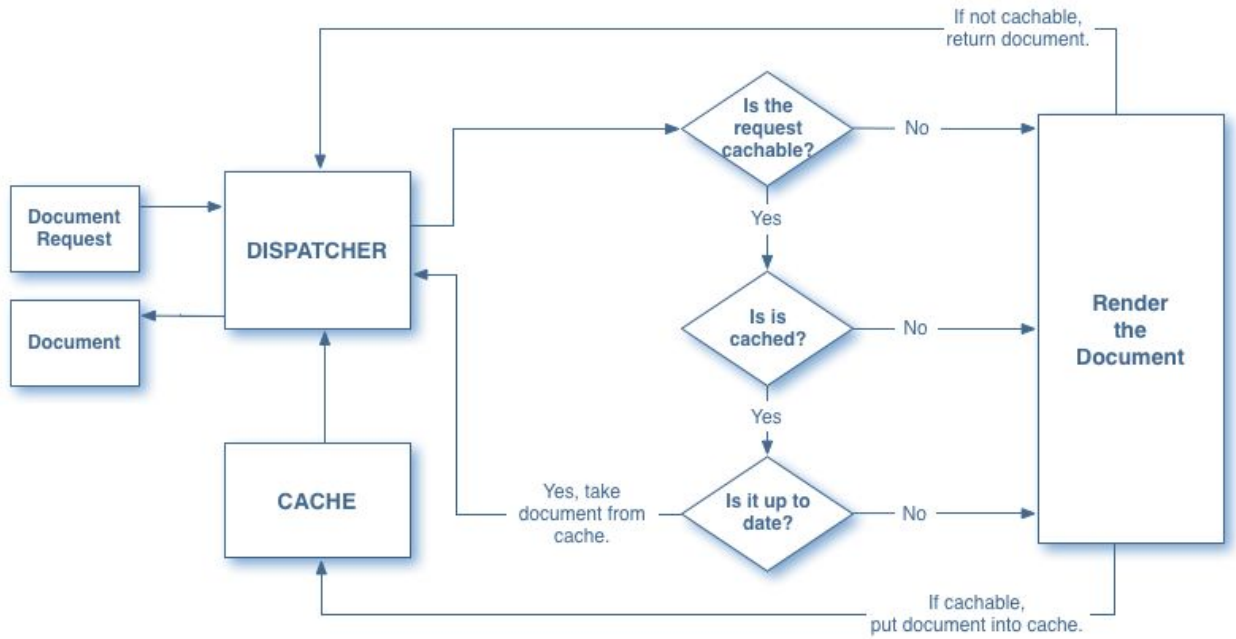 If not cachable,
return document.
Is the
request
cachable?
No
Document
Request
DISPATCHER
Yes
Document
Is is
cached?
No
Render
the
Document
Yes
CACHE
Yes, take
document from
cache.
Is it up to
date?
No
If cachable,
put document into cache.